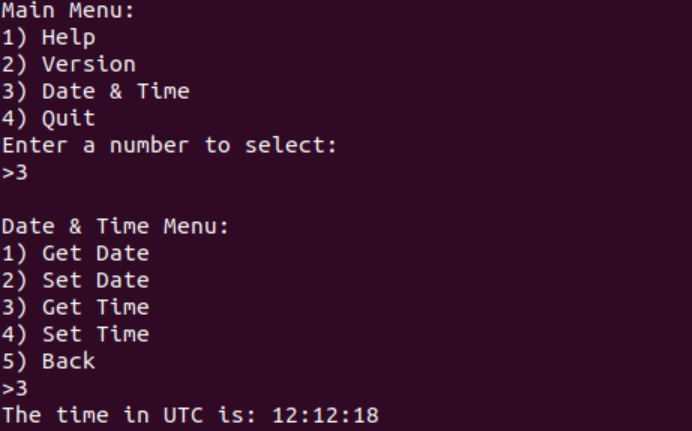 Main Menu:
1) Help
2) Version
3) Date & Time
4) Quit
Enter a number to select:
>3

Date & Time Menu:
1) Get Date
2) Set Date
3) Get Time
4) Set Time
5) Back
>3
The time in UTC is: 12:12:18